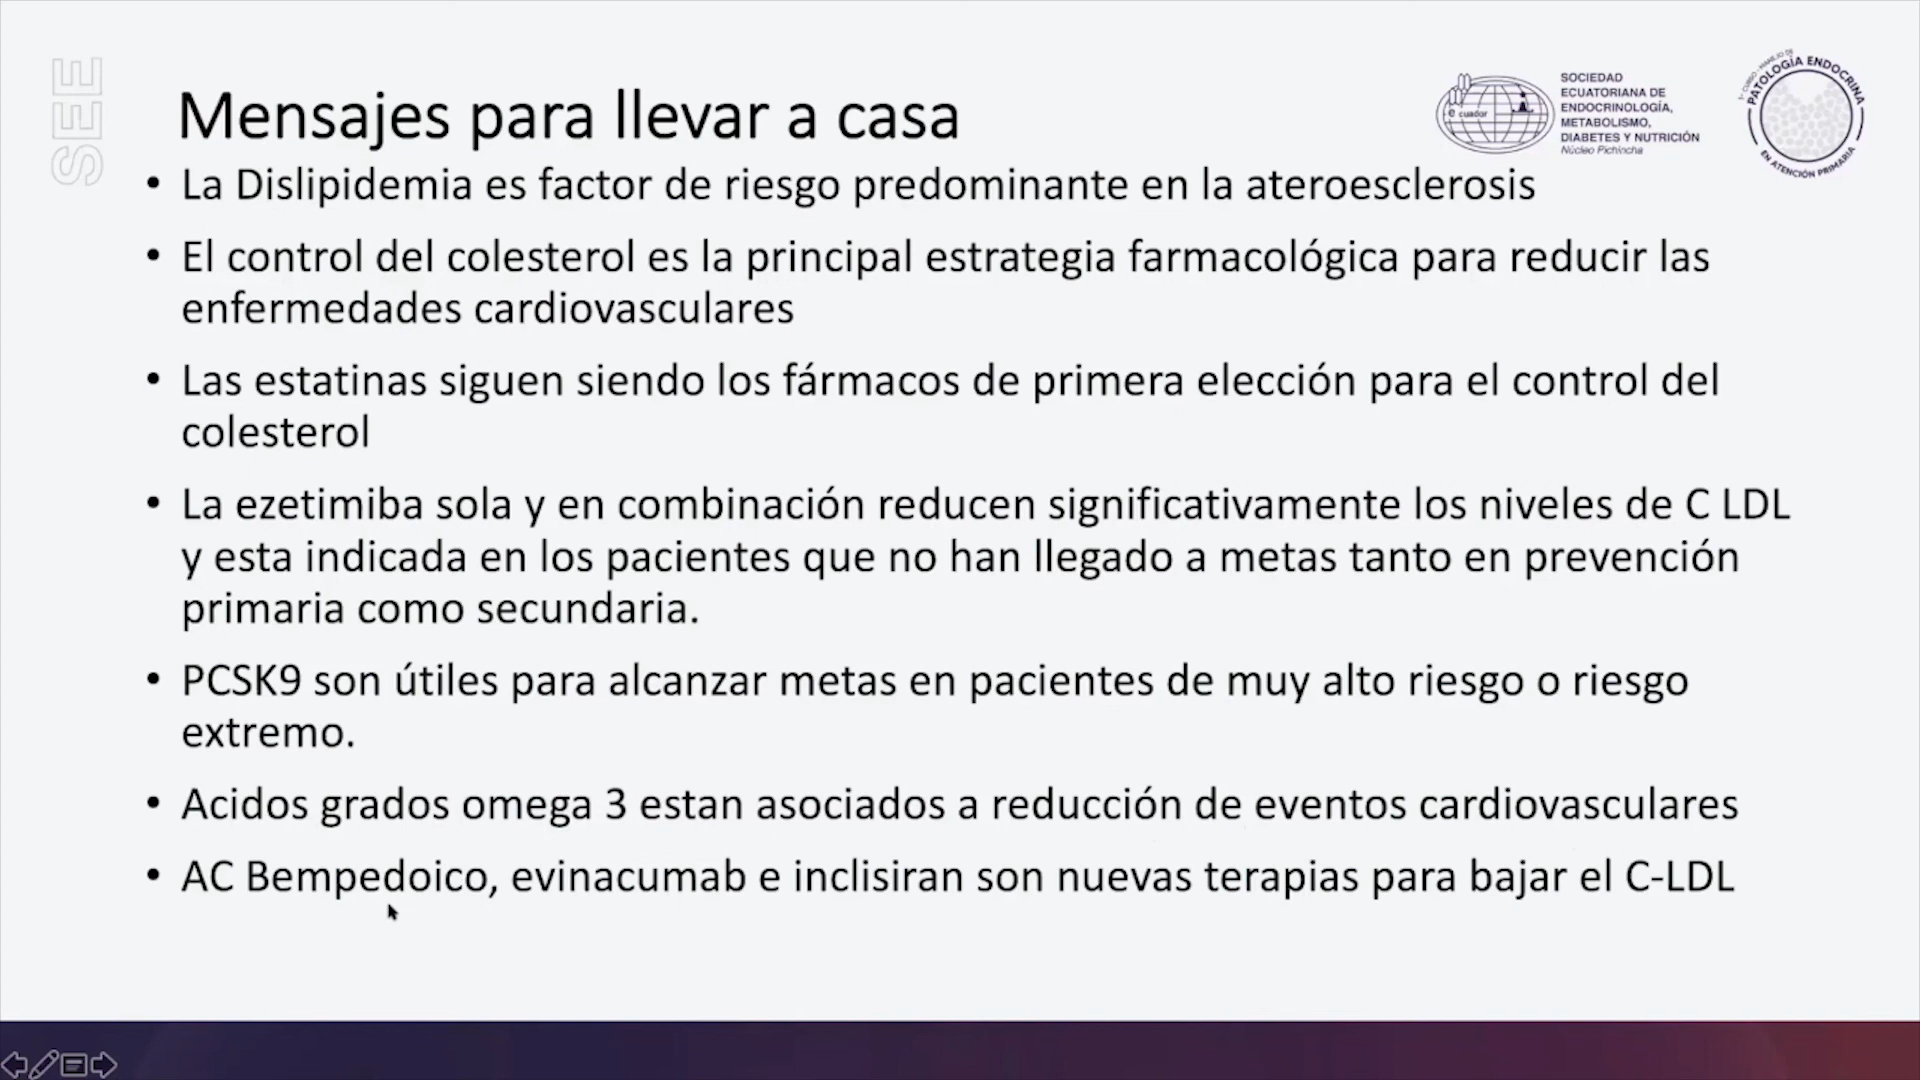 SEE
Mensajes para llevar a casa
e cuador
SOCIEDAD
ECUATORIANA DE
ENDOCRINOLOGÍA,
METABOLISMO,
DIABETES Y NUTRICIÓN
Núcleo Pichincha
1º CURSO - MANEJO DE
PATOLOGÍA ENDOCRINA
EN ATENCIÓN PRIMARIA
• La Dislipidemia es factor de riesgo predominante en la ateroesclerosis
• El control del colesterol es la principal estrategia farmacológica para reducir las
enfermedades cardiovasculares
• Las estatinas siguen siendo los fármacos de primera elección para el control del
colesterol
• La ezetimiba sola y en combinación reducen significativamente los niveles de C LDL
y esta indicada en los pacientes que no han llegado a metas tanto en prevención
primaria como secundaria.
• PCSK9 son útiles para alcanzar metas en pacientes de muy alto riesgo o riesgo
extremo.
• Acidos grados omega 3 estan asociados a reducción de eventos cardiovasculares
• AC Bempedoico, evinacumab e inclisiran son nuevas terapias para bajar el C-LDL